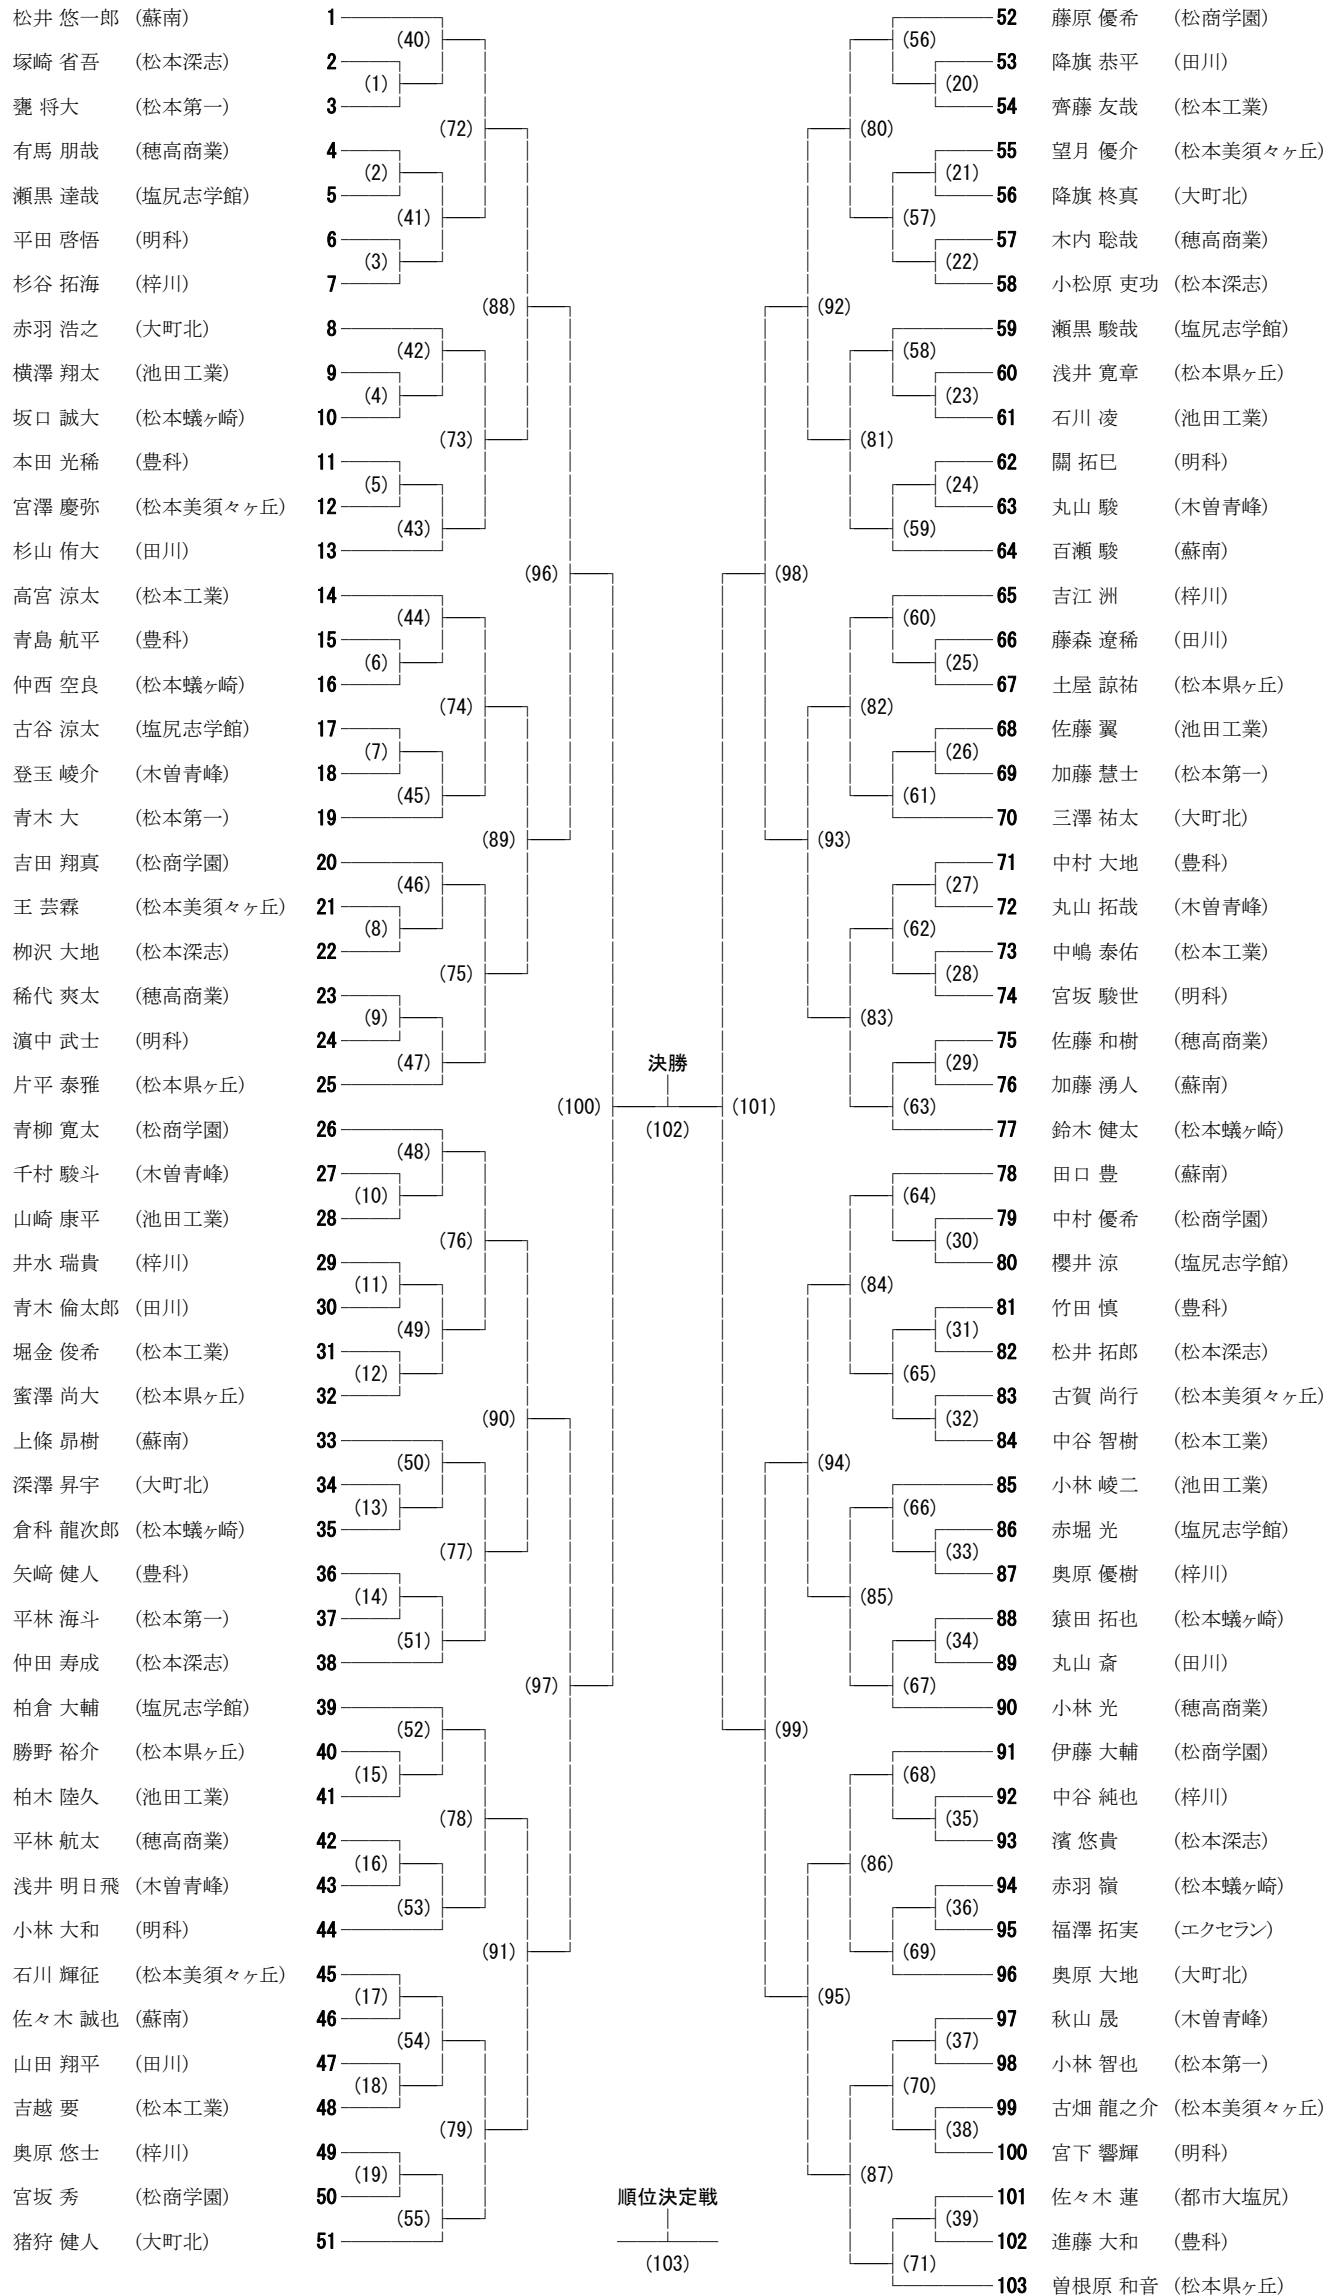 松井 悠一郎 (蘇南) 1
(40)
塚崎 省吾 (松本深志) 2
(1)
甕 将大 (松本第一) 3
(72)
有馬 朋哉 (穂高商業) 4
(2)
瀬黒 達哉 (塩尻志学館) 5
(41)
平田 啓悟 (明科) 6
(3)
杉谷 拓海 (梓川) 7
(88)
赤羽 浩之 (大町北) 8
(42)
横澤 翔太 (池田工業) 9
(4)
坂口 誠大 (松本蟻ヶ崎) 10
(73)
本田 光稀 (豊科) 11
(5)
宮澤 慶弥 (松本美須々ヶ丘) 12
(43)
杉山 侑大 (田川) 13
(96)
高宮 涼太 (松本工業) 14
(44)
青島 航平 (豊科) 15
(6)
仲西 空良 (松本蟻ヶ崎) 16
(74)
古谷 涼太 (塩尻志学館) 17
(7)
登玉 崚介 (木曽青峰) 18
(45)
青木 大 (松本第一) 19
(89)
吉田 翔真 (松商学園) 20
(46)
王 芸霖 (松本美須々ヶ丘) 21
(8)
栁沢 大地 (松本深志) 22
(75)
稀代 爽太 (穂高商業) 23
(9)
濵中 武士 (明科) 24
(47)
片平 泰雅 (松本県ヶ丘) 25
(100)
青柳 寛太 (松商学園) 26
(48)
千村 駿斗 (木曽青峰) 27
(10)
山崎 康平 (池田工業) 28
(76)
井水 瑞貴 (梓川) 29
(11)
青木 倫太郎 (田川) 30
(49)
堀金 俊希 (松本工業) 31
(12)
蜜澤 尚大 (松本県ヶ丘) 32
(90)
上條 昴樹 (蘇南) 33
(50)
深澤 昇宇 (大町北) 34
(13)
倉科 龍次郎 (松本蟻ヶ崎) 35
(77)
矢﨑 健人 (豊科) 36
(14)
平林 海斗 (松本第一) 37
(51)
仲田 寿成 (松本深志) 38
(97)
柏倉 大輔 (塩尻志学館) 39
(52)
勝野 裕介 (松本県ヶ丘) 40
(15)
柏木 陸久 (池田工業) 41
(78)
平林 航太 (穂高商業) 42
(16)
浅井 明日飛 (木曽青峰) 43
(53)
小林 大和 (明科) 44
(91)
石川 輝征 (松本美須々ヶ丘) 45
(17)
佐々木 誠也 (蘇南) 46
(54)
山田 翔平 (田川) 47
(18)
吉越 要 (松本工業) 48
(79)
奥原 悠士 (梓川) 49
(19)
宮坂 秀 (松商学園) 50
(55)
猪狩 健人 (大町北) 51
決勝
(102)
順位決定戦
(103)
52 藤原 優希 (松商学園)
(56)
53 降旗 恭平 (田川)
(20)
54 齊藤 友哉 (松本工業)
(80)
55 望月 優介 (松本美須々ヶ丘)
(21)
56 降旗 柊真 (大町北)
(57)
57 木内 聡哉 (穂高商業)
(22)
58 小松原 吏功 (松本深志)
(92)
59 瀬黒 駿哉 (塩尻志学館)
(58)
60 浅井 寛章 (松本県ヶ丘)
(23)
61 石川 凌 (池田工業)
(81)
62 關 拓巳 (明科)
(24)
63 丸山 駿 (木曽青峰)
(59)
64 百瀬 駿 (蘇南)
(98)
65 吉江 洲 (梓川)
(60)
66 藤森 遼稀 (田川)
(25)
67 土屋 諒祐 (松本県ヶ丘)
(82)
68 佐藤 翼 (池田工業)
(26)
69 加藤 慧士 (松本第一)
(61)
70 三澤 祐太 (大町北)
(93)
71 中村 大地 (豊科)
(27)
72 丸山 拓哉 (木曽青峰)
(62)
73 中嶋 泰佑 (松本工業)
(28)
74 宮坂 駿世 (明科)
(83)
75 佐藤 和樹 (穂高商業)
(29)
76 加藤 湧人 (蘇南)
(63)
(101)
77 鈴木 健太 (松本蟻ヶ崎)
78 田口 豊 (蘇南)
(64)
79 中村 優希 (松商学園)
(30)
80 櫻井 涼 (塩尻志学館)
(84)
81 竹田 慎 (豊科)
(31)
82 松井 拓郎 (松本深志)
(65)
83 古賀 尚行 (松本美須々ヶ丘)
(32)
84 中谷 智樹 (松本工業)
(94)
85 小林 崚二 (池田工業)
(66)
86 赤堀 光 (塩尻志学館)
(33)
87 奥原 優樹 (梓川)
(85)
88 猿田 拓也 (松本蟻ヶ崎)
(34)
89 丸山 斎 (田川)
(67)
90 小林 光 (穂高商業)
(99)
91 伊藤 大輔 (松商学園)
(68)
92 中谷 純也 (梓川)
(35)
93 濱 悠貴 (松本深志)
(86)
94 赤羽 嶺 (松本蟻ヶ崎)
(36)
95 福澤 拓実 (エクセラン)
(69)
96 奥原 大地 (大町北)
(95)
97 秋山 晟 (木曽青峰)
(37)
98 小林 智也 (松本第一)
(70)
99 古畑 龍之介 (松本美須々ヶ丘)
(38)
100 宮下 響輝 (明科)
(87)
101 佐々木 蓮 (都市大塩尻)
(39)
102 進藤 大和 (豊科)
(71)
103 曽根原 和音 (松本県ヶ丘)